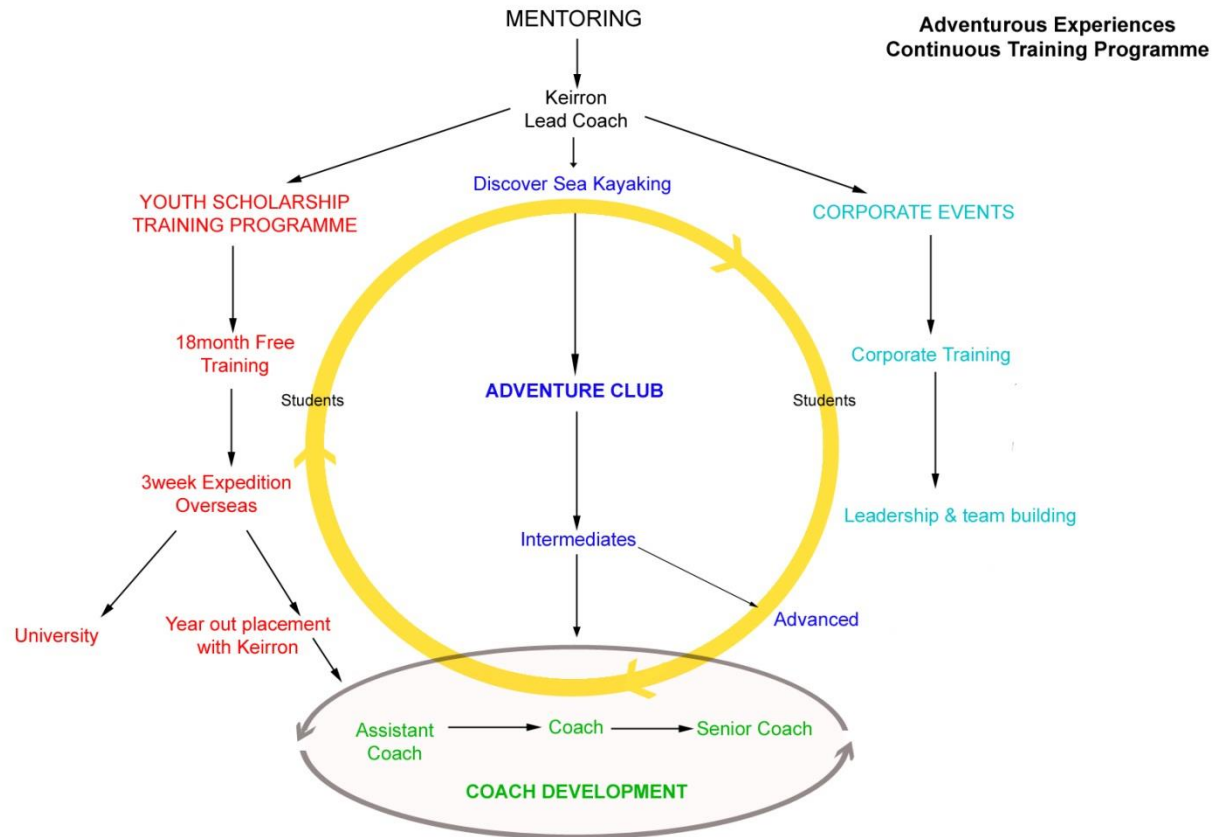 MENTORING
Adventurous Experiences
Continuous Training Programme
Keirron
Lead Coach
Discover Sea Kayaking
YOUTH SCHOLARSHIP
TRAINING PROGRAMME
CORPORATE EVENTS
18month Free
Training
Corporate Training
Students
ADVENTURE CLUB
Students
3week Expedition
Overseas
Leadership & team building
Intermediates
University
Year out placement
with Keirron
Advanced
Assistant
Coach
Coach
Senior Coach
COACH DEVELOPMENT